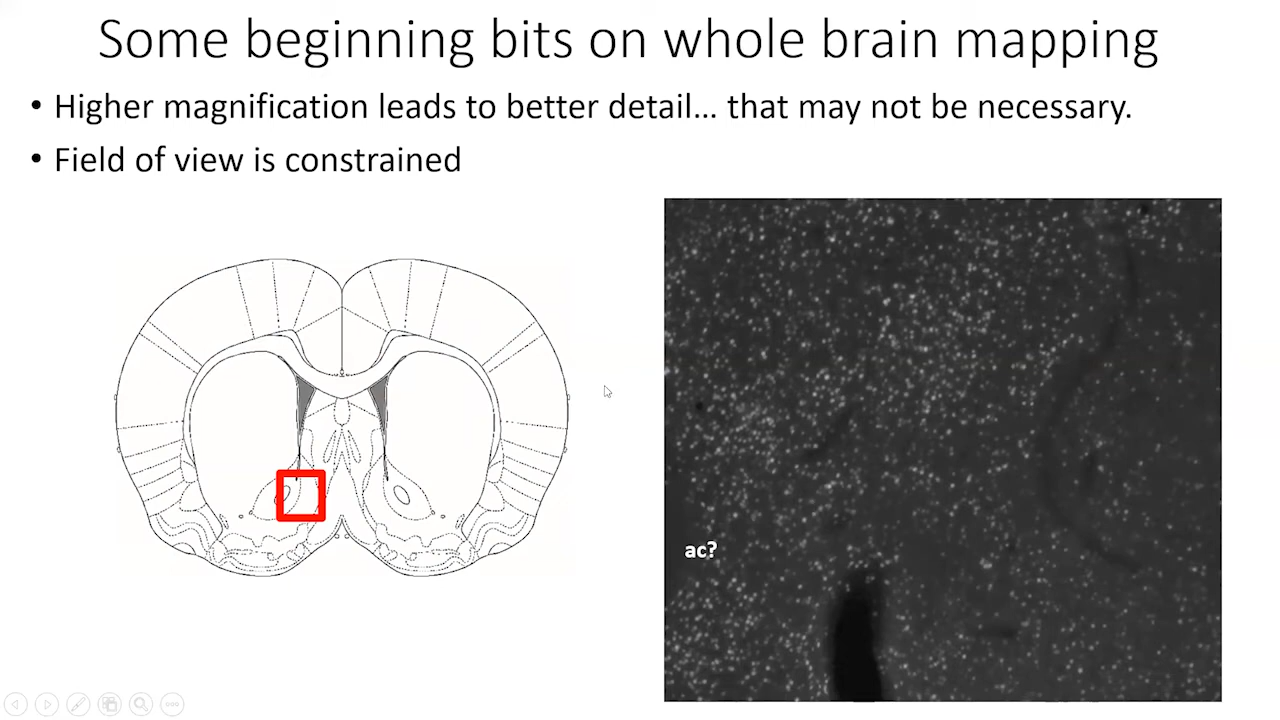 Some beginning bits on whole brain mapping
• Higher magnification leads to better detail... that may not be necessary.
• Field of view is constrained
ac?